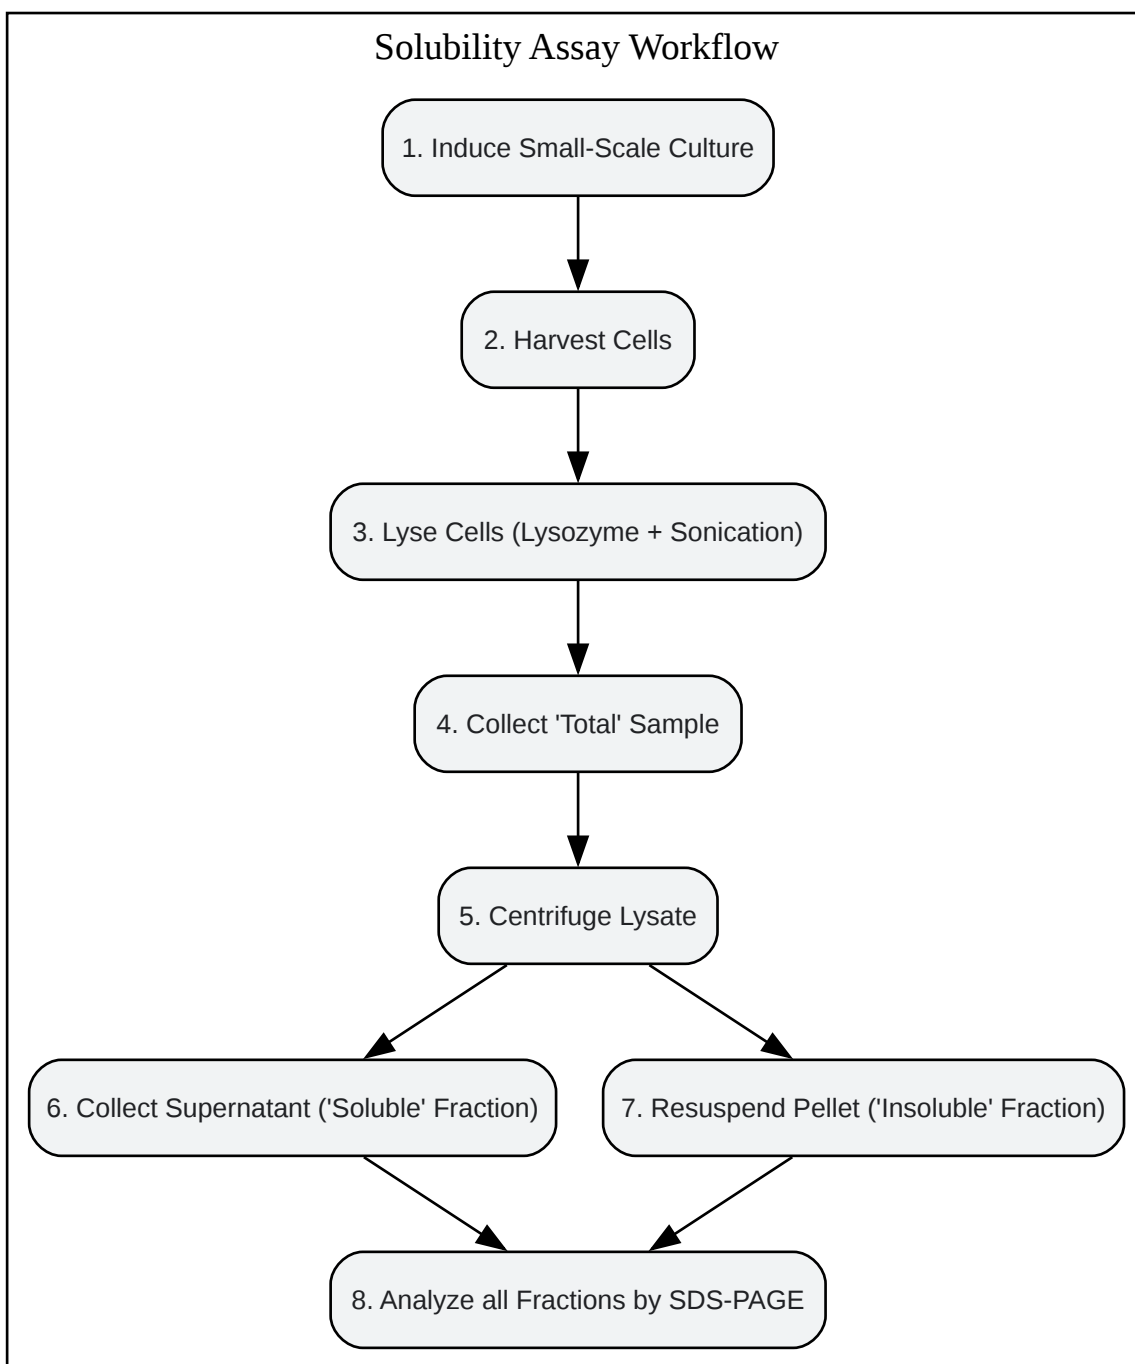 Solubility Assay Workflow
1. Induce Small-Scale Culture
2. Harvest Cells
3. Lyse Cells (Lysozyme + Sonication)
4. Collect 'Total' Sample
5. Centrifuge Lysate
6. Collect Supernatant ('Soluble' Fraction)
7. Resuspend Pellet ('Insoluble' Fraction)
8. Analyze all Fractions by SDS-PAGE